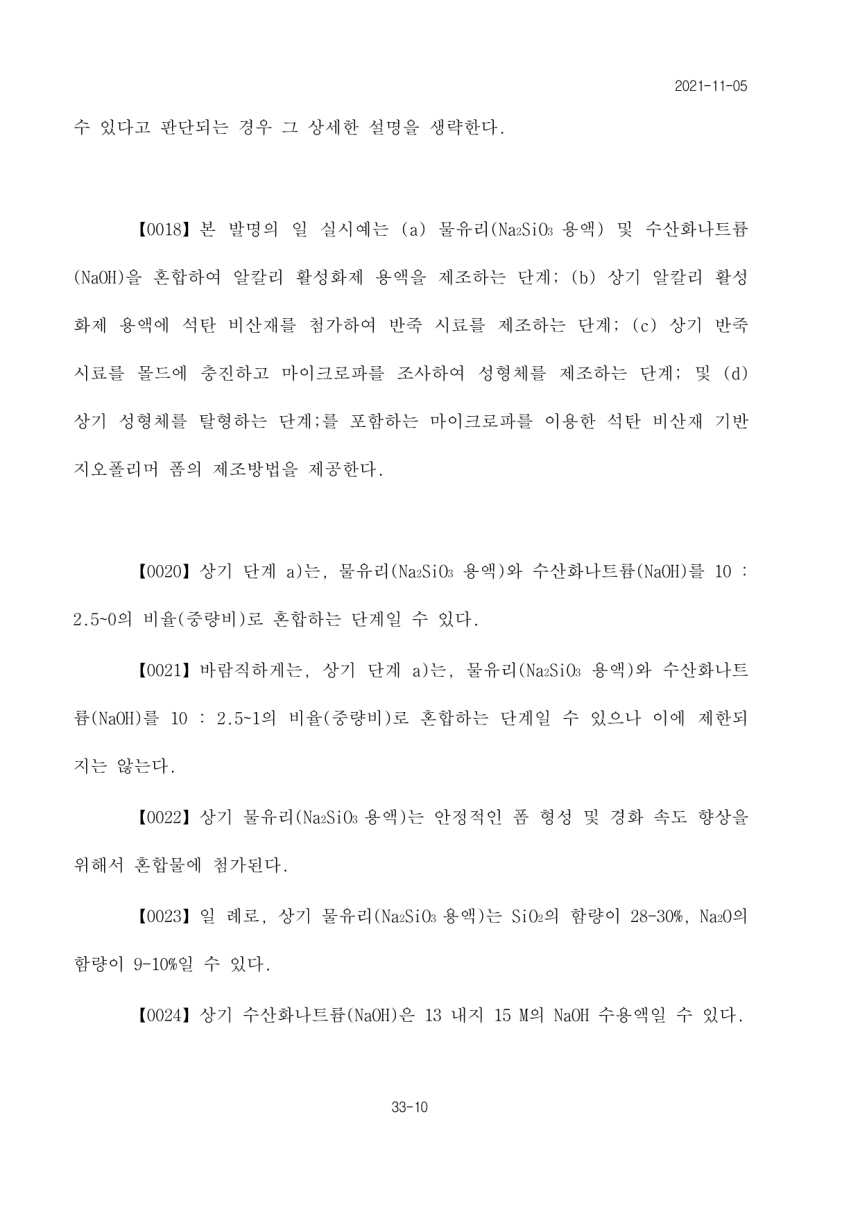 2021-11-05
수 있다고 판단되는 경우 그 상세한 설명을 생략한다.
【0018】본 발명의 일 실시예는 (a) 물유리(Na₂SiO₃ 용액) 및 수산화나트륨
(NaOH)을 혼합하여 알칼리 활성화제 용액을 제조하는 단계; (b) 상기 알칼리 활성
화제 용액에 석탄 비산재를 첨가하여 반죽 시료를 제조하는 단계; (c) 상기 반죽
시료를 몰드에 충진하고 마이크로파를 조사하여 성형체를 제조하는 단계; 및 (d)
상기 성형체를 탈형하는 단계;를 포함하는 마이크로파를 이용한 석탄 비산재 기반
지오폴리머 폼의 제조방법을 제공한다.
【0020】상기 단계 a)는, 물유리(Na₂SiO₃ 용액)와 수산화나트륨(NaOH)를 10 :
2.5~0의 비율(중량비)로 혼합하는 단계일 수 있다.
【0021】바람직하게는, 상기 단계 a)는, 물유리(Na₂SiO₃ 용액)와 수산화나트
륨(NaOH)를 10 : 2.5~1의 비율(중량비)로 혼합하는 단계일 수 있으나 이에 제한되
지는 않는다.
【0022】상기 물유리(Na₂SiO₃ 용액)는 안정적인 폼 형성 및 경화 속도 향상을
위해서 혼합물에 첨가된다.
【0023】일 례로, 상기 물유리(Na₂SiO₃ 용액)는 SiO₂의 함량이 28-30%, Na₂O의
함량이 9-10%일 수 있다.
【0024】상기 수산화나트륨(NaOH)은 13 내지 15 M의 NaOH 수용액일 수 있다.
33-10